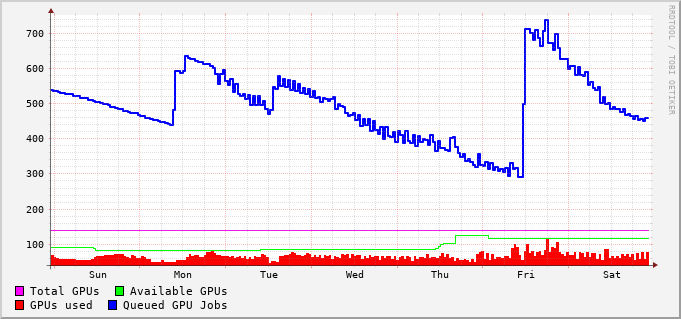 RRDTOOL / TOBI OETIKER
700
600
500
400
300
200
100
Sun Mon Tue Wed Thu Fri Sat
Total GPUs Available GPUs
GPUs used Queued GPU Jobs